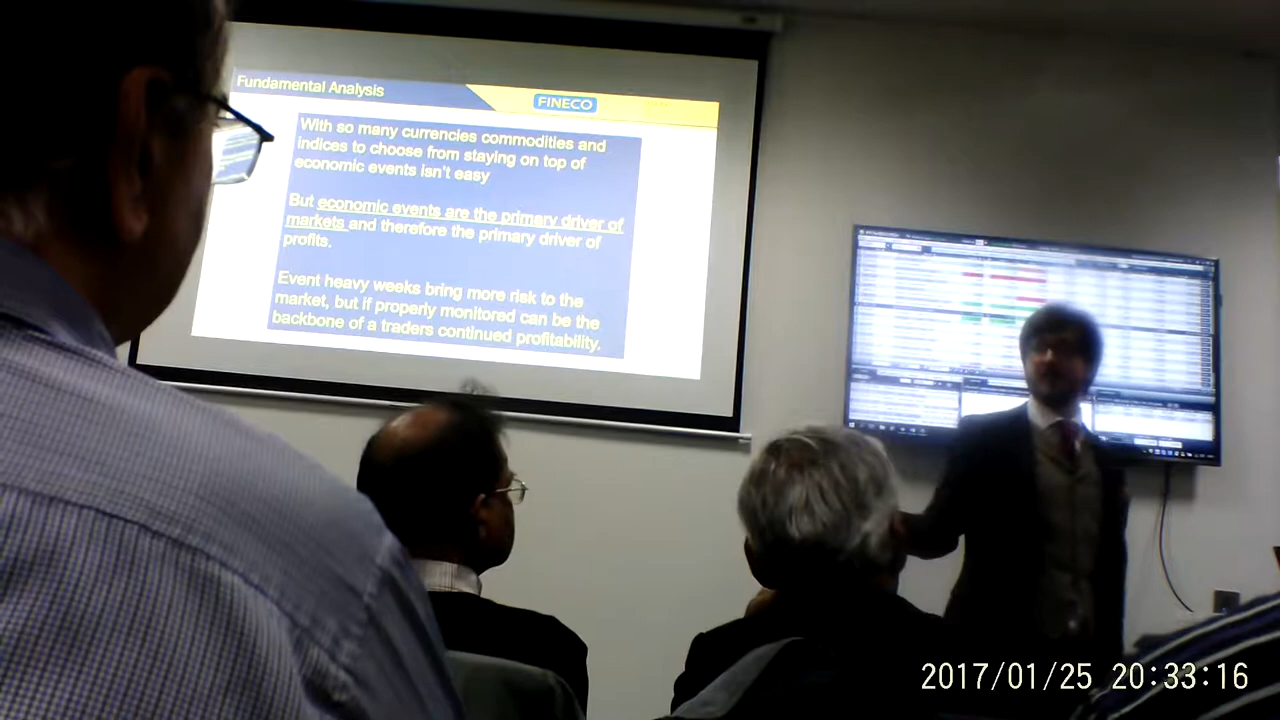 Fundamental Analysis
FINECO
With so many currencies commodities and
indices to choose from staying on top of
economic events isn't easy
But economic events are the primary driver of
markets and therefore the primary driver of
profits.
Event heavy weeks bring more risk to the
market, but if properly monitored can be the
backbone of a traders continued profitability.
2017/01/25 20:33:16